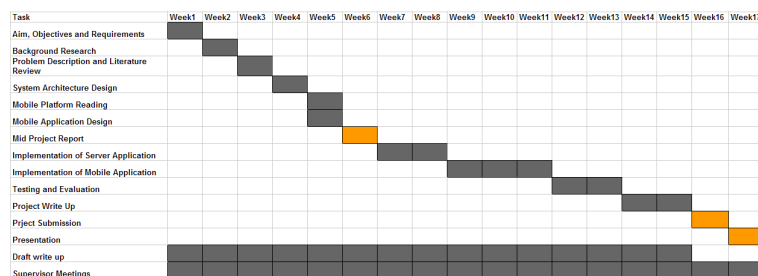 Task Week1 Week2 Week3 Week4 Week5 Week6 Week7 Week8 Week9 Week10 Week11 Week12 Week13 Week14 Week15 Week16 Week17
Aim, Objectives and Requirements
Background Research
Problem Description and Literature
Review
System Architecture Design
Mobile Platform Reading
Mobile Application Design
Mid Project Report
Implementation of Server Application
Implementation of Mobile Application
Testing and Evaluation
Project Write Up
Prject Submission
Presentation
Draft write up
Supervisor Meetings